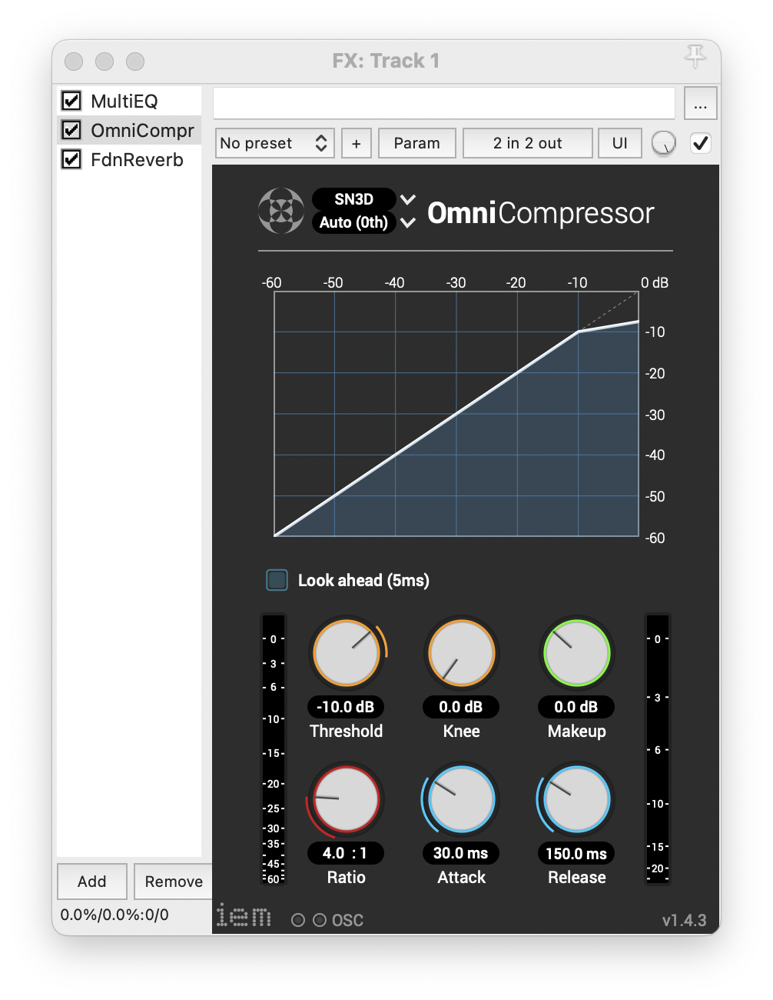 FX: Track 1
MultiEQ
OmniCompr
FdnReverb
...
No preset + Param 2 in 2 out UI
SN3D
Auto (0th)
OmniCompressor
-60 -50 -40 -30 -20 -10 0 dB
-10
-20
-30
-40
-50
-60
Look ahead (5ms)
0
3
6
10
15
20
25
30
35
45
60
-10.0 dB 0.0 dB 0.0 dB
Threshold Knee Makeup
4.0 : 1 30.0 ms 150.0 ms
Ratio Attack Release
0
3
6
10
15
20
Add Remove
0.0%/0.0%:0/0
iem OSC v1.4.3